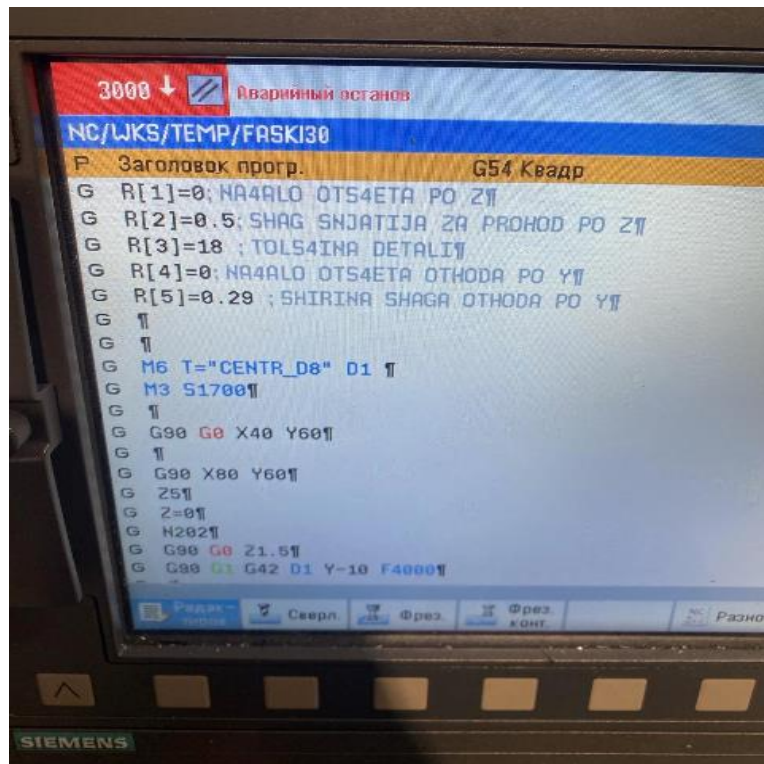 3000 ↓ Аварийный останов
NC/WKS/TEMP/FASKI30
P Заголовок прогр. G54 Квадр
G R[1]=0;NA4ALO OTS4ETA PO Z¶
G R[2]=0.5;SHAG SNJATIJA ZA PROHOD PO Z¶
G R[3]=18 ;TOLS4INA DETALI¶
G R[4]=0;NA4ALO OTS4ETA OTHODA PO Y¶
G R[5]=0.29 ;SHIRINA SHAGA OTHODA PO Y¶
G ¶
G ¶
G M6 T="CENTR_D8" D1 ¶
G M3 S1700¶
G ¶
G G90 G0 X40 Y60¶
G ¶
G G90 X80 Y60¶
G Z5¶
G Z=0¶
G N202¶
G G90 G0 Z1.5¶
G G90 G1 G42 D1 Y-10 F4000¶
Редак- Сверл. Фрез. Фрез. конт. Разно
SIEMENS